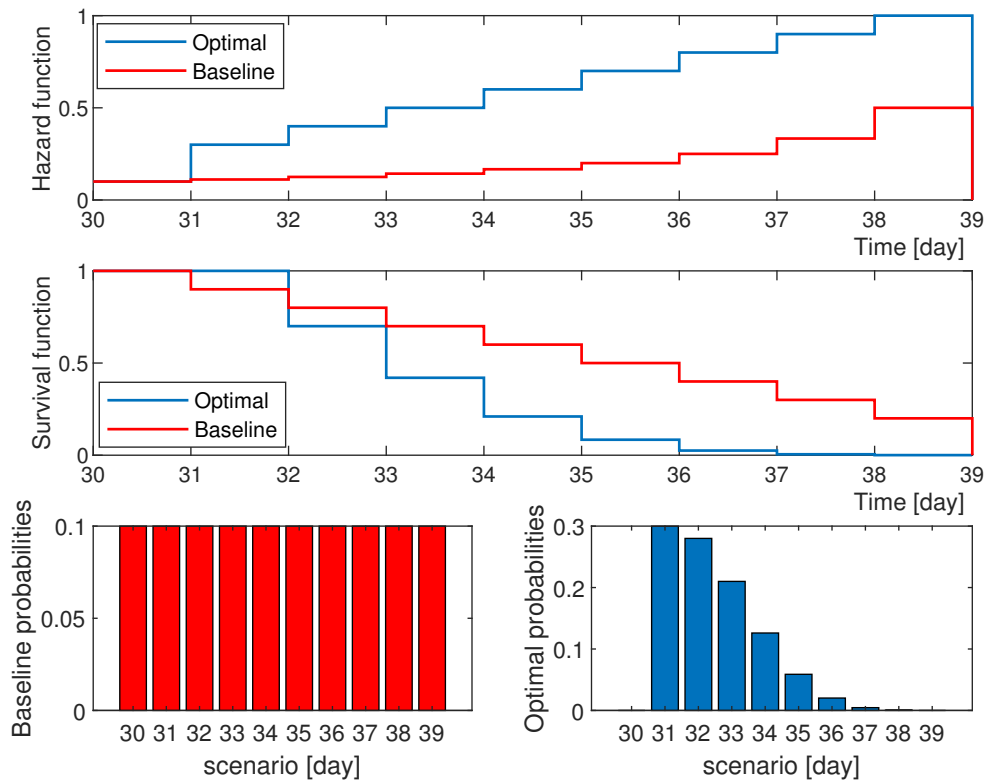 Hazard function
1
0.5
0
Optimal
Baseline
30 31 32 33 34 35 36 37 38 39
Time [day]
Survival function
1
0.5
0
Optimal
Baseline
30 31 32 33 34 35 36 37 38 39
Time [day]
Baseline probabilities
0.1
0.05
0
30 31 32 33 34 35 36 37 38 39
scenario [day]
Optimal probabilities
0.3
0.2
0.1
0
30 31 32 33 34 35 36 37 38 39
scenario [day]